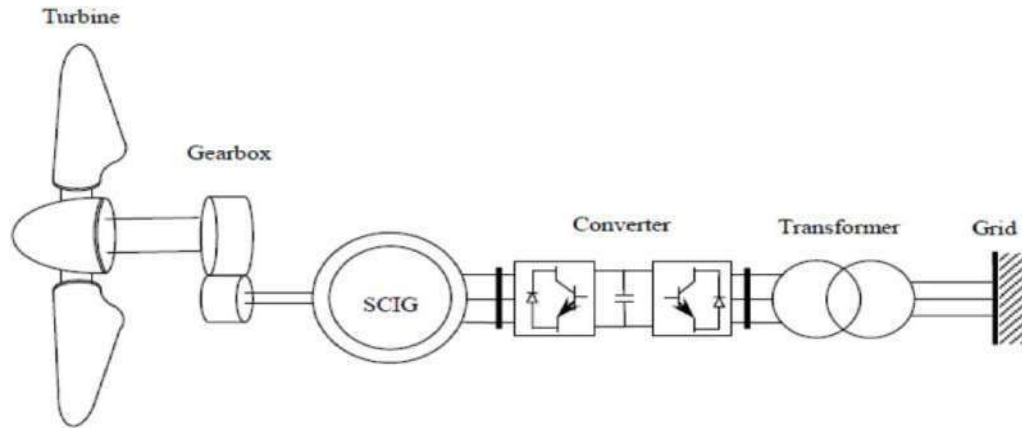 Turbine
Gearbox
Converter
Transformer
Grid
SCIG